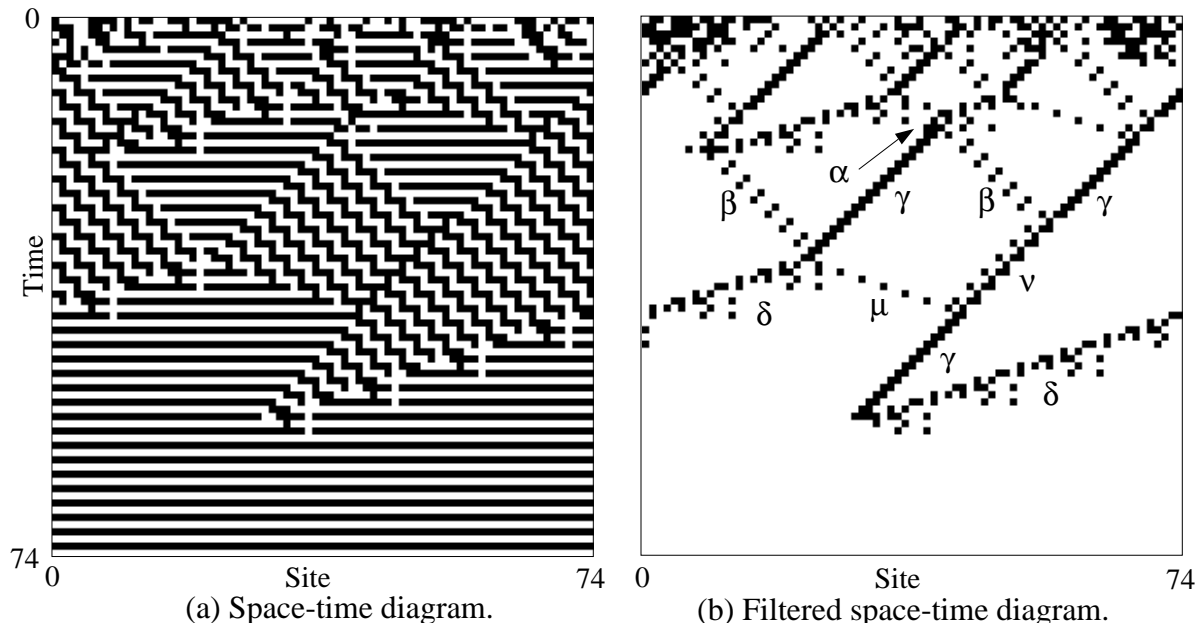 0
Time
74
0
Site
74
(a) Space-time diagram.
α
β
γ
β
γ
δ
μ
ν
γ
δ
0
Site
74
(b) Filtered space-time diagram.